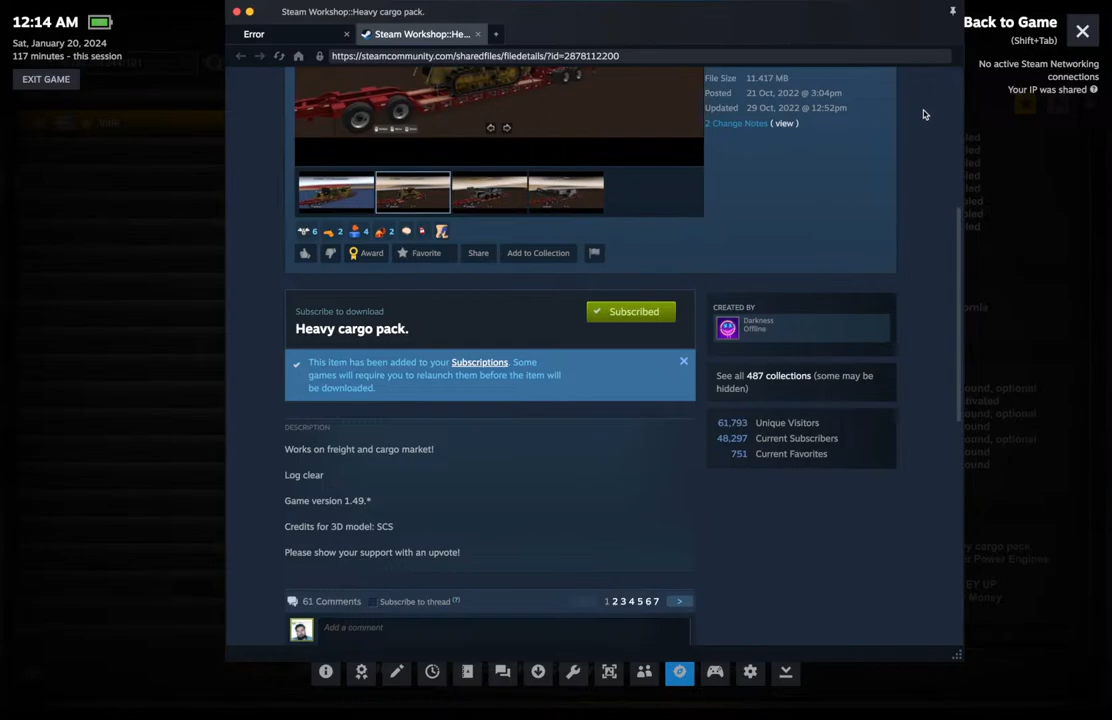 12:14 AM
Sat, January 20, 2024
117 minutes - this session
EXIT GAME
Steam Workshop::Heavy cargo pack.
Back to Game
(Shift+Tab)
No active Steam Networking
connections
Your IP was shared
Error
Steam Workshop::He...
https://steamcommunity.com/sharedfiles/filedetails/?id=2878112200
File Size 11.417 MB
Posted 21 Oct, 2022 @ 3:04pm
Updated 29 Oct, 2022 @ 12:52pm
2 Change Notes ( view )
6 2 4 2
Award Favorite Share Add to Collection
Subscribe to download
Heavy cargo pack.
Subscribed
This item has been added to your Subscriptions. Some
games will require you to relaunch them before the item will
be downloaded.
CREATED BY
Darkness
Offline
See all 487 collections (some may be
hidden)
61,793 Unique Visitors
48,297 Current Subscribers
751 Current Favorites
DESCRIPTION
Works on freight and cargo market!
Log clear
Game version 1.49.*
Credits for 3D model: SCS
Please show your support with an upvote!
61 Comments Subscribe to thread (?)
1 2 3 4 5 6 7 >
Add a comment